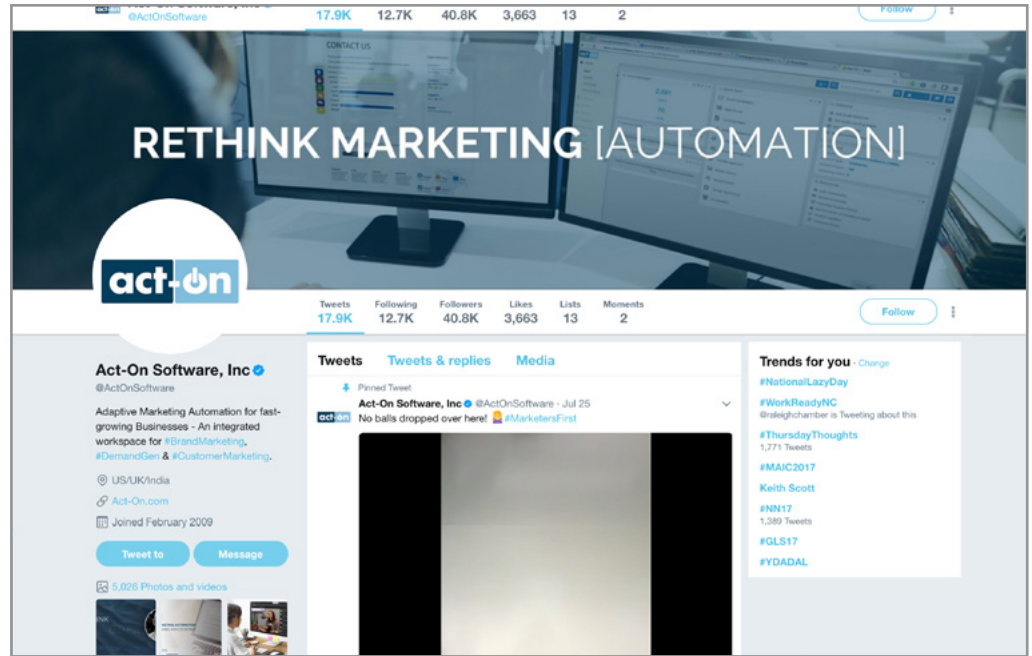 @ActOnSoftware
17.9K 12.7K 40.8K 3,663 13 2
Follow
CONTACT US
RETHINK MARKETING [AUTOMATION]
act-on
Tweets Following Followers Likes Lists Moments
17.9K 12.7K 40.8K 3,663 13 2
Follow
Act-On Software, Inc
@ActOnSoftware
Adaptive Marketing Automation for fast-
growing Businesses - An integrated
workspace for #BrandMarketing,
#DemandGen & #CustomerMarketing.
US/UK/India
Act-On.com
Joined February 2009
Tweet to Message
5,026 Photos and videos
Tweets Tweets & replies Media
Pinned Tweet
Act-On Software, Inc @ActOnSoftware - Jul 25
act-on
No balls dropped over here! 🤷‍♀️ #MarketersFirst
Trends for you - Change
#NationalLazyDay
#WorkReadyNC
@raleighchamber is Tweeting about this
#ThursdayThoughts
1,771 Tweets
#MAIC2017
Keith Scott
#NN17
1,389 Tweets
#GLS17
#YDADAL